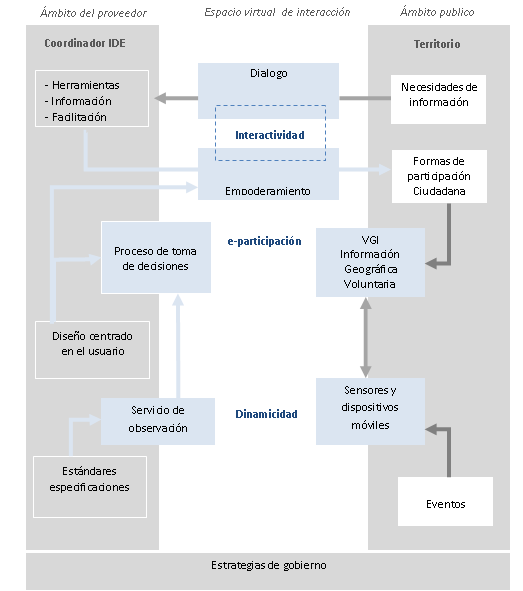 Ámbito del proveedor
Espacio virtual de interacción
Ámbito publico
Coordinador IDE
Territorio
- Herramientas
- Información
- Facilitación
Dialogo
Necesidades de
información
Interactividad
Empoderamiento
Formas de
participación
Ciudadana
Proceso de toma
de decisiones
e-participación
VGI
Información
Geográfica
Voluntaria
Diseño centrado
en el usuario
Servicio de
observación
Dinamicidad
Sensores y
dispositivos
móviles
Estándares
especificaciones
Eventos
Estrategias de gobierno